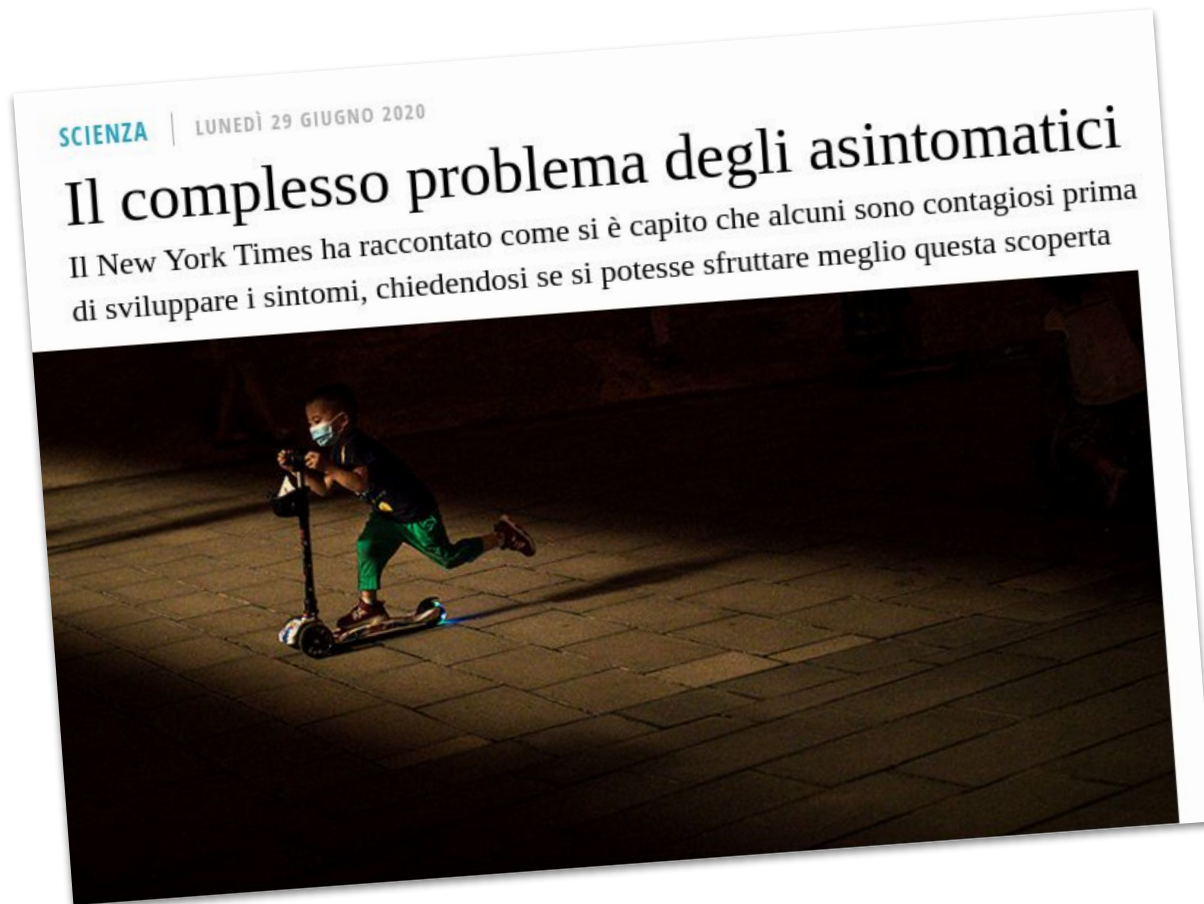 SCIENZA | LUNEDÌ 29 GIUGNO 2020
Il complesso problema degli asintomatici
Il New York Times ha raccontato come si è capito che alcuni sono contagiosi prima
di sviluppare i sintomi, chiedendosi se si potesse sfruttare meglio questa scoperta